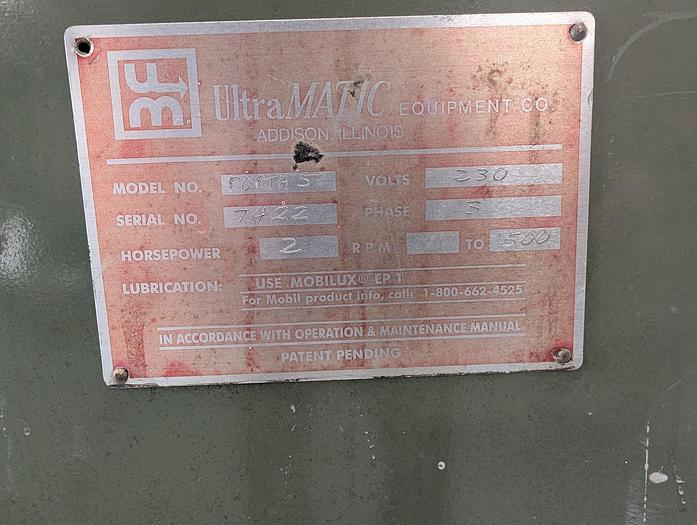 UltraMATIC EQUIPMENT CO.
ADDISON, ILLINOIS
MODEL NO. PORTA 5 VOLTS 230
SERIAL NO. 7422 PHASE 3
HORSEPOWER 2 RPM TO 1500
LUBRICATION: USE MOBILUX® EP 1
For Mobil product info, call: 1-800-662-4525
IN ACCORDANCE WITH OPERATION & MAINTENANCE MANUAL
PATENT PENDING